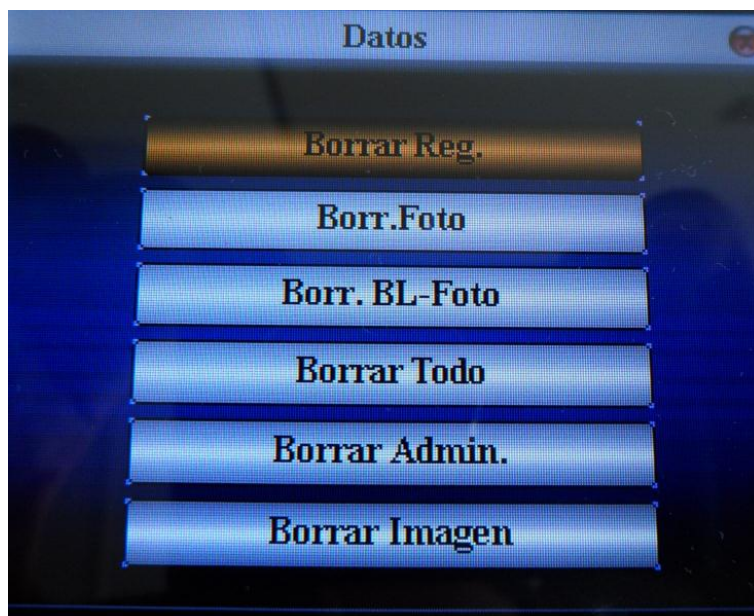 Datos
Borrar Reg.
Borr.Foto
Borr. BL-Foto
Borrar Todo
Borrar Admin.
Borrar Imagen